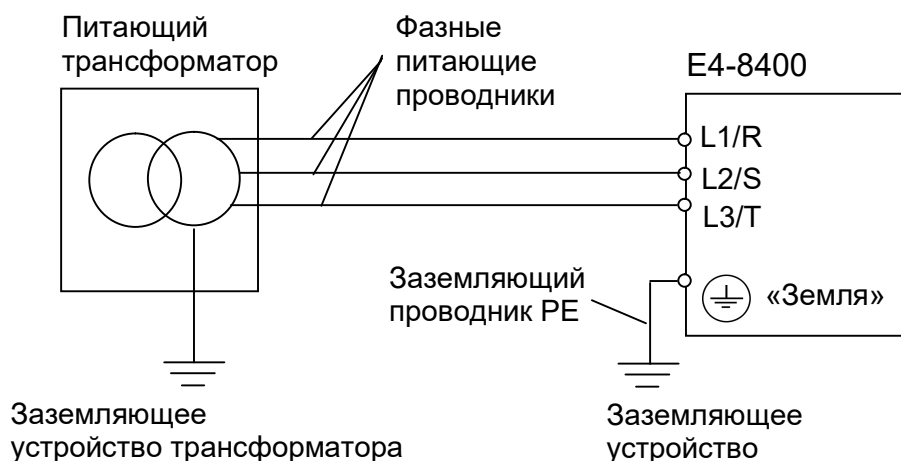 Питающий
трансформатор
Фазные
питающие
проводники
E4-8400
L1/R
L2/S
L3/T
Заземляющий
проводник PE
«Земля»
Заземляющее
устройство трансформатора
Заземляющее
устройство